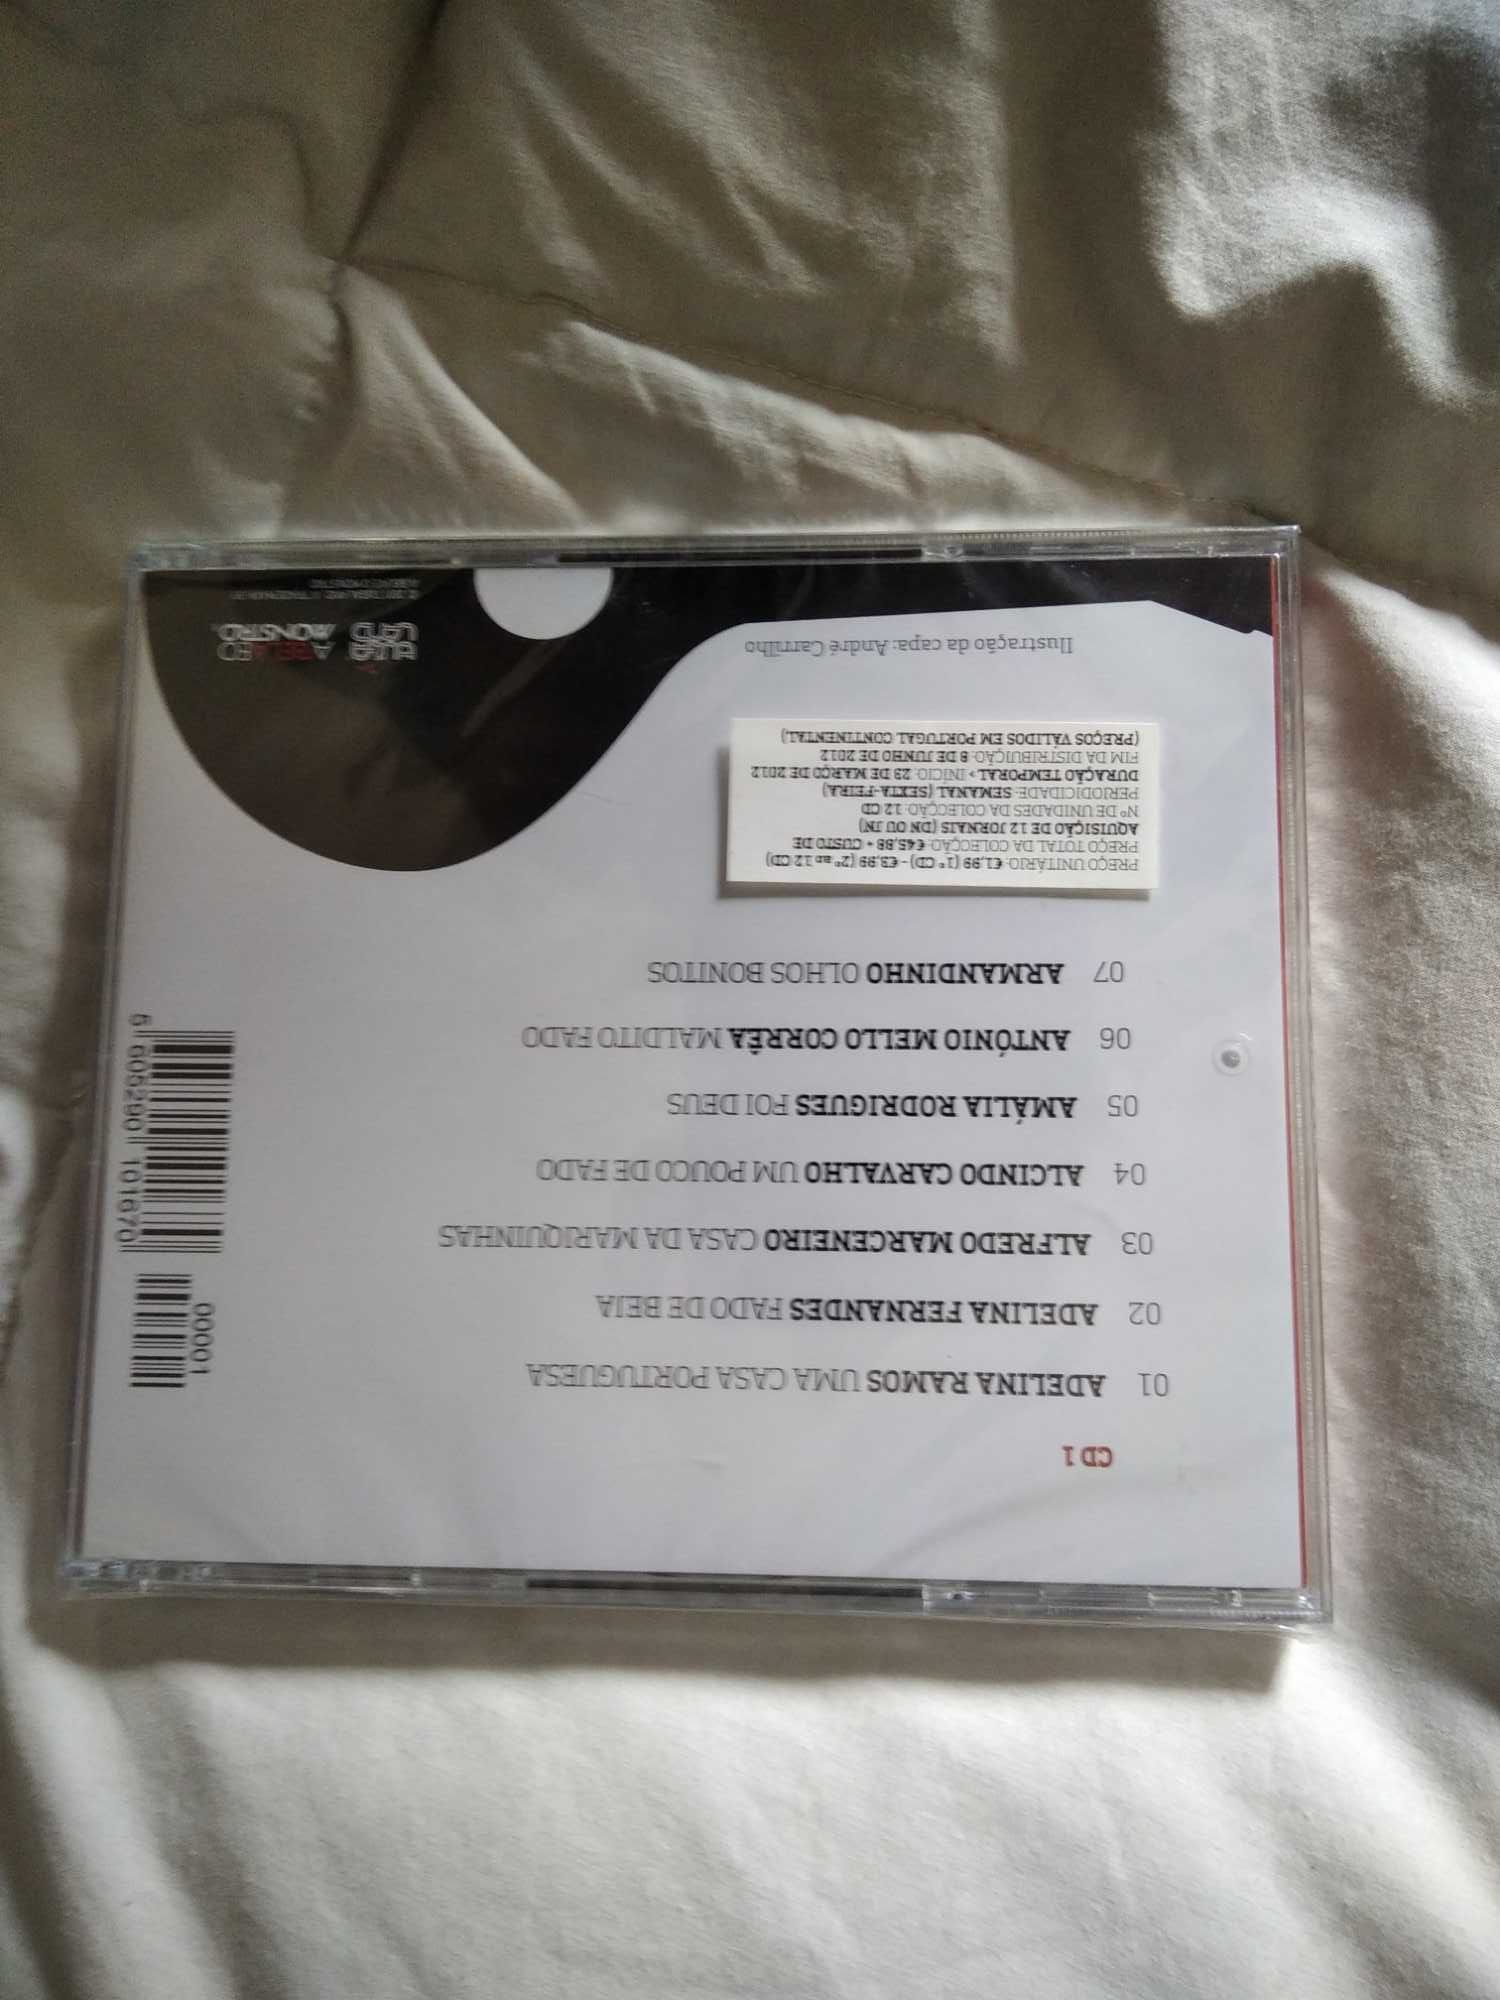 CD 1
01 ADELINA RAMOS UMA CASA PORTUGUESA
02 ADELINA FERNANDES FADO DE BEJA
03 ALFREDO MARCENEIRO CASA DA MARIQUINHAS
04 ALCINDO CARVALHO UM POUCO DE FADO
05 AMÁLIA RODRIGUES FOI DEUS
06 ANTÓNIO MELLO CORRÊA MALDITO FADO
07 ARMANDINHO OLHOS BONITOS
PREÇO UNITÁRIO: €1,99 (1º CD) - €3,99 (2º ao 12 CD)
PREÇO TOTAL DA COLECÇÃO: €45,88 + CUSTO DE
AQUISIÇÃO DE 12 JORNAIS (DN OU JN)
Nº DE UNIDADES DA COLECÇÃO: 12 CD
PERIODICIDADE: SEMANAL (SEXTA-FEIRA)
DURAÇÃO TEMPORAL > INÍCIO: 23 DE MARÇO DE 2012
FIM DA DISTRIBUIÇÃO: 8 DE JUNHO DE 2012
(PREÇOS VÁLIDOS EM PORTUGAL CONTINENTAL)
Ilustração da capa: André Carrilho
00001
5 605290 101670
MONSTRO.